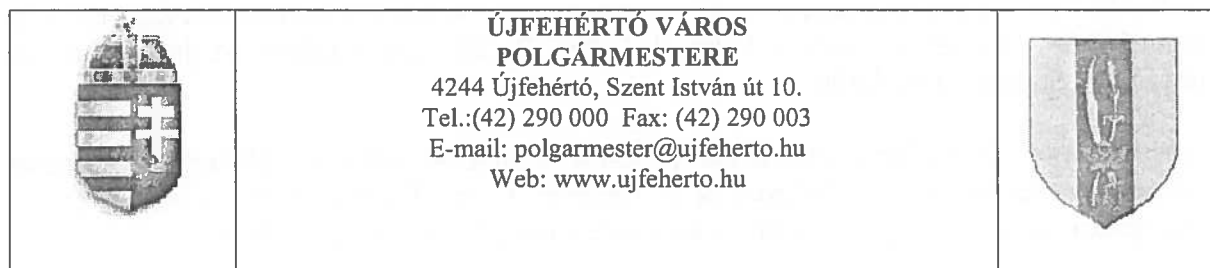 ÚJFEHÉRTÓ VÁROS
POLGÁRMESTERE
4244 Újfehértó, Szent István út 10.
Tel.:(42) 290 000 Fax: (42) 290 003
E-mail: polgarmester@ujfeherto.hu
Web: www.ujfeherto.hu